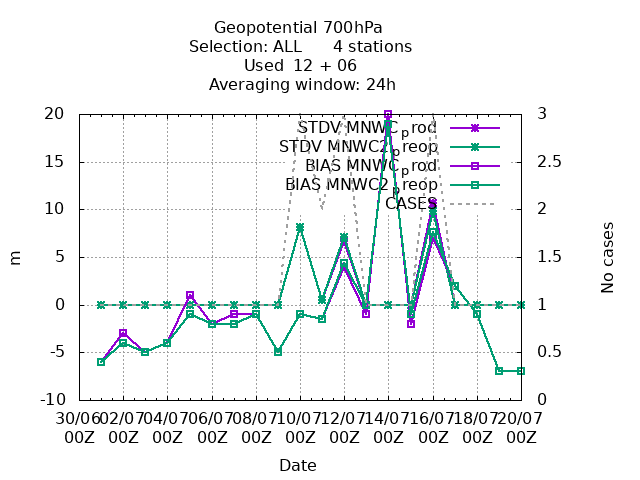 Geopotential 700hPa
Selection: ALL 4 stations
Used 12 + 06
Averaging window: 24h
20 3
STDV MNWC_prod
STDV MNWC2_preop
15 2.5
BIAS MNWC_prod
BIAS MNWC2_preop
CASES
10 2
5 1.5
m No cases
0 1
-5 0.5
-10 0
30/06 02/07 04/07 06/07 08/07 10/07 12/07 14/07 16/07 18/07 20/07
00Z 00Z 00Z 00Z 00Z 00Z 00Z 00Z 00Z 00Z 00Z
Date